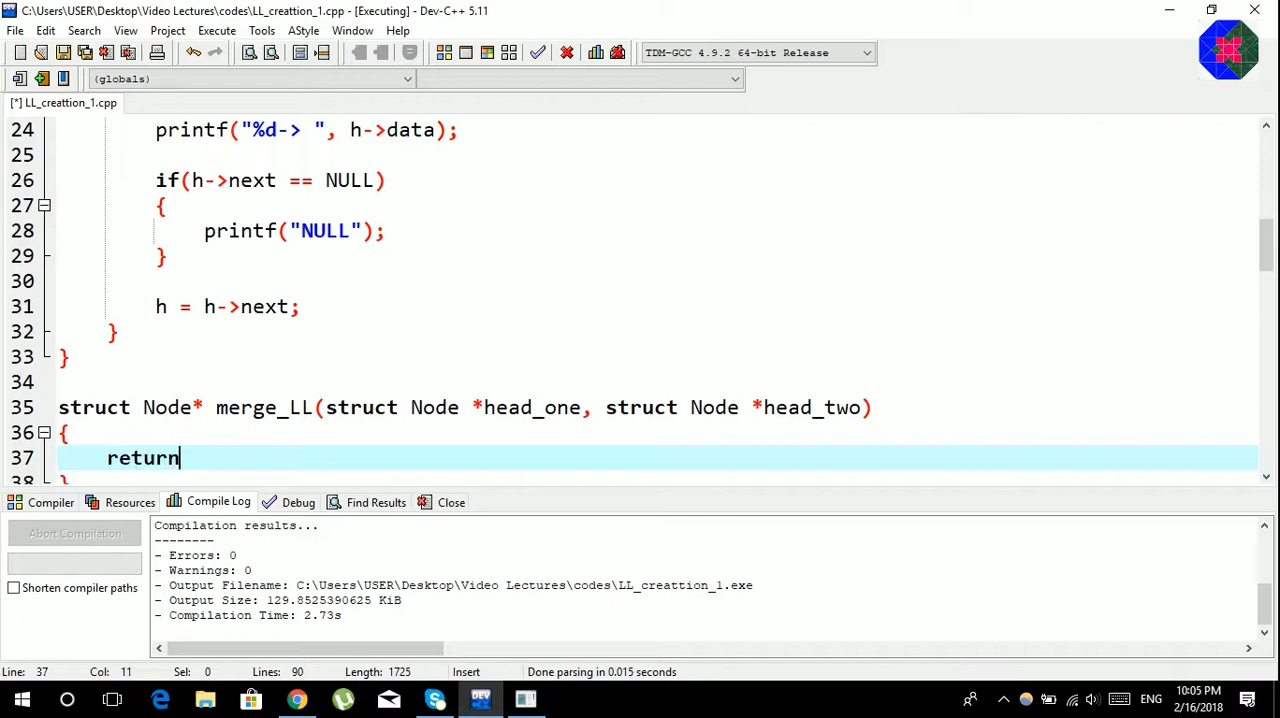 C:\Users\USER\Desktop\Video Lectures\codes\LL_creattion_1.cpp - [Executing] - Dev-C++ 5.11
File Edit Search View Project Execute Tools AStyle Window Help
TDM-GCC 4.9.2 64-bit Release
(globals)
[*] LL_creattion_1.cpp
24 printf("%d-> ", h->data);
25
26 if(h->next == NULL)
27 {
28 printf("NULL");
29 }
30
31 h = h->next;
32 }
33 }
34
35 struct Node* merge_LL(struct Node *head_one, struct Node *head_two)
36 {
37 return
38 }
Compiler Resources Compile Log Debug Find Results Close
Abort Compilation
Shorten compiler paths
Compilation results...
--------
- Errors: 0
- Warnings: 0
- Output Filename: C:\Users\USER\Desktop\Video Lectures\codes\LL_creattion_1.exe
- Output Size: 129.8525390625 KiB
- Compilation Time: 2.73s
Line: 37 Col: 11 Sel: 0 Lines: 90 Length: 1725 Insert Done parsing in 0.015 seconds
DEV
ENG
10:05 PM
2/16/2018